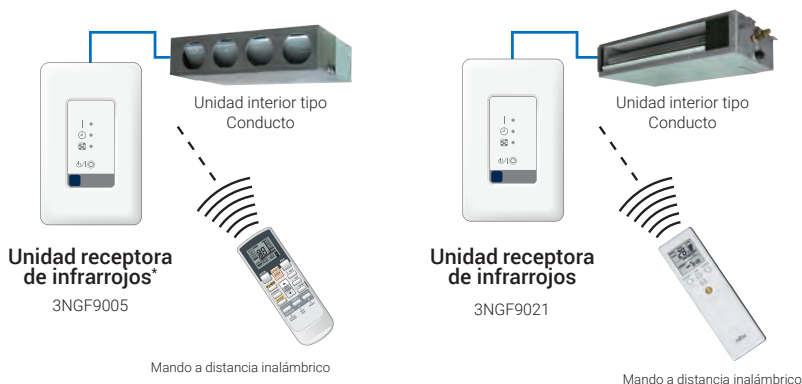 Unidad interior tipo
Conducto
Unidad receptora
de infrarrojos*
3NGF9005
Mando a distancia inalámbrico
Unidad interior tipo
Conducto
Unidad receptora
de infrarrojos
3NGF9021
Mando a distancia inalámbrico